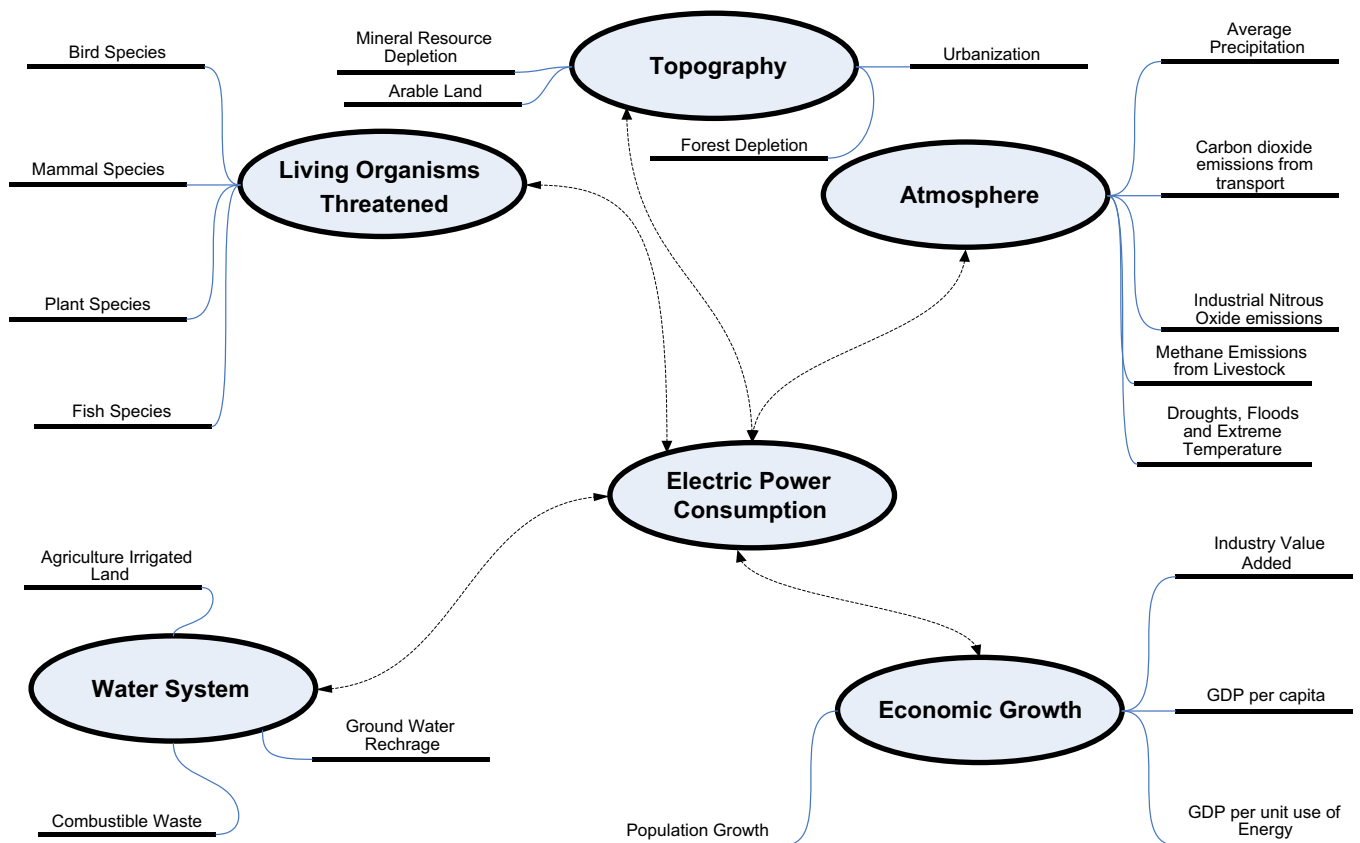 Bird Species
Mineral Resource
Depletion
Topography
Urbanization
Average
Precipitation
Arable Land
Mammal Species
Living Organisms
Threatened
Forest Depletion
Atmosphere
Carbon dioxide
emissions from
transport
Plant Species
Industrial Nitrous
Oxide emissions
Methane Emissions
from Livestock
Fish Species
Droughts, Floods
and Extreme
Temperature
Electric Power
Consumption
Agriculture Irrigated
Land
Industry Value
Added
Water System
Ground Water
Rechrage
Economic Growth
GDP per capita
Combustible Waste
Population Growth
GDP per unit use of
Energy